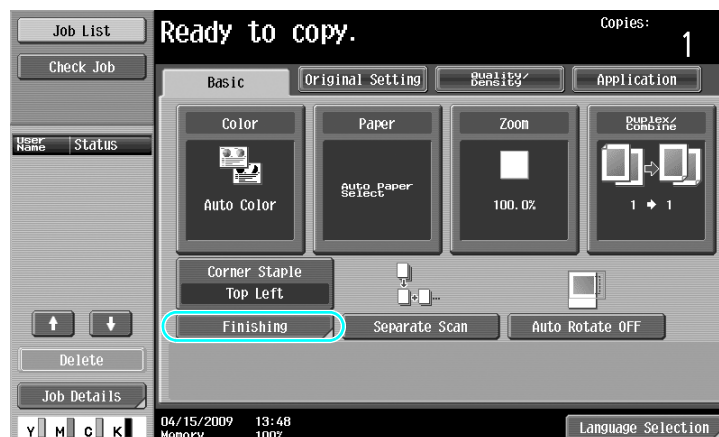 Job List
Ready to copy.
Copies:
1
Check Job
Basic
Original Setting
Quality/
Density
Application
User
Name
Status
Color
Paper
Zoom
Duplex/
Combine
Auto Color
Auto Paper
Select
100.0%
1 → 1
Corner Staple
Top Left
Finishing
Separate Scan
Auto Rotate OFF
Delete
Job Details
Y M C K
04/15/2009 13:48
Memory 100%
Language Selection